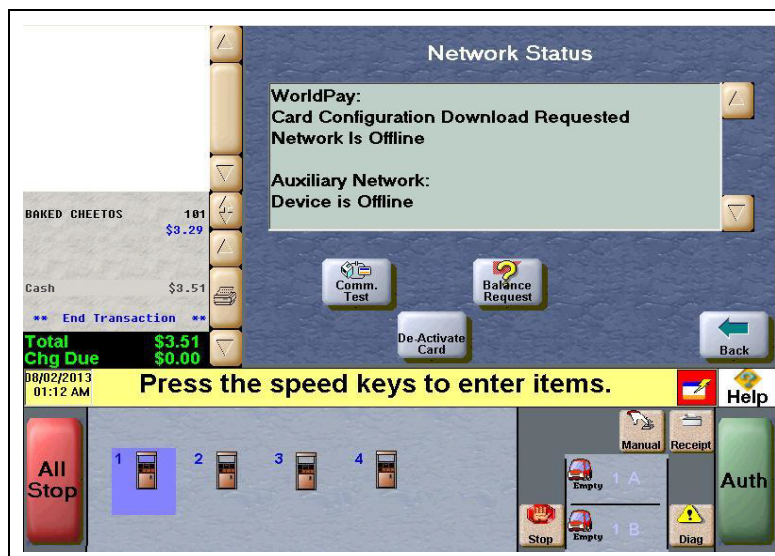 Network Status
WorldPay:
Card Configuration Download Requested
Network Is Offline
Auxiliary Network:
Device is Offline
BAKED CHEETOS 101
$3.29
Cash $3.51
** End Transaction **
Total $3.51
Chg Due $0.00
Comm.
Test
Balance
Request
De-Activate
Card
Back
08/02/2013
01:12 AM
Press the speed keys to enter items.
Help
All
Stop
1
2
3
4
Manual
Receipt
Empty
1 A
Stop
Empty
1 B
Diag
Auth